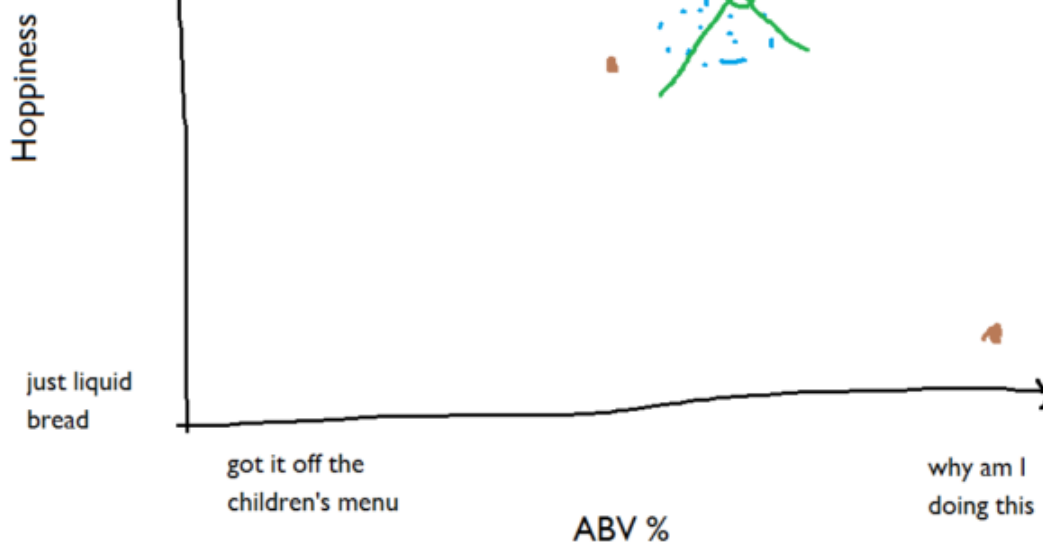 Hoppiness
just liquid
bread
got it off the
children's menu
why am I
doing this
ABV %